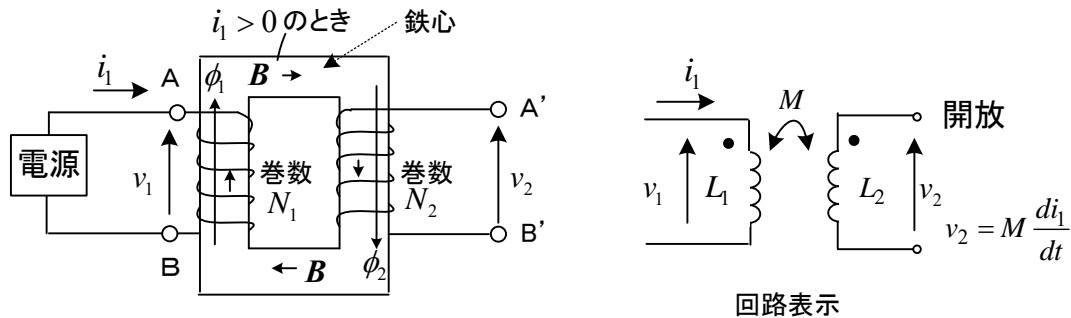 i₁ > 0 のとき
鉄心
B →
i₁
A
ϕ₁
A'
電源
v₁
巻数
N₁
巻数
N₂
v₂
B
← B
ϕ₂
B'
i₁
M
開放
v₁
L₁
L₂
v₂
v₂ = M di₁/dt
回路表示